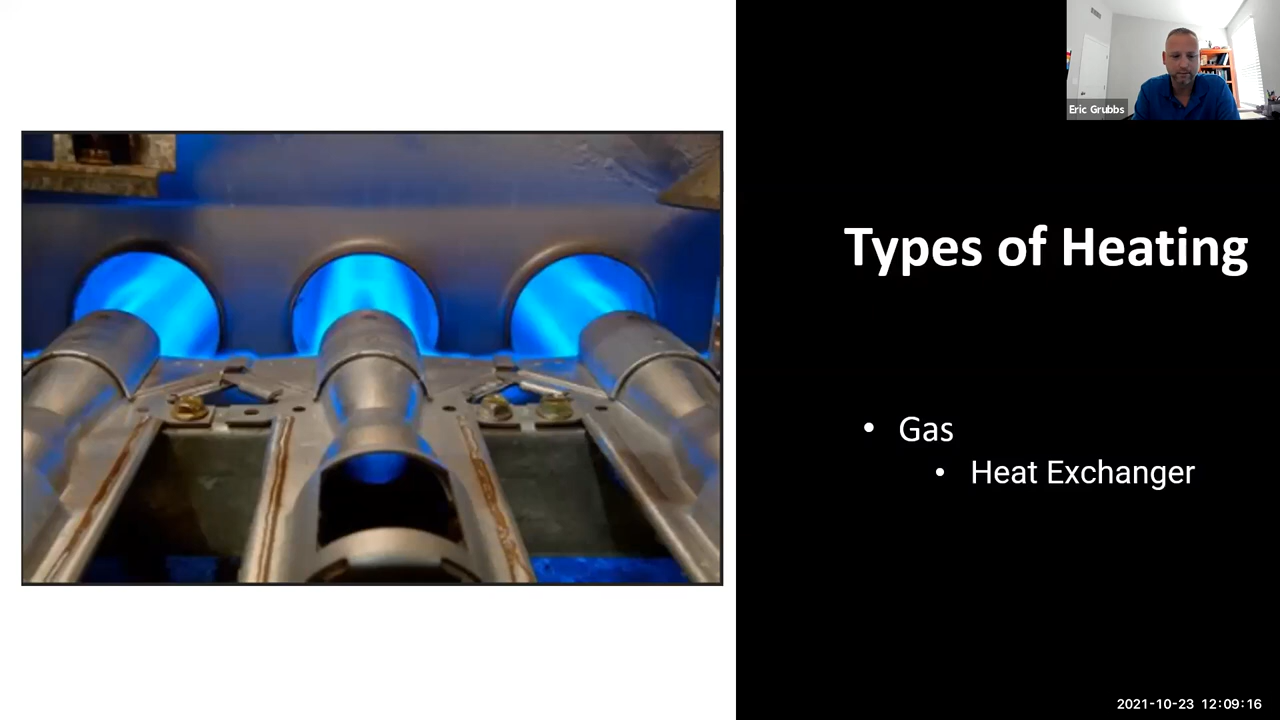 Eric Grubbs
Types of Heating
• Gas
• Heat Exchanger
2021-10-23 12:09:16